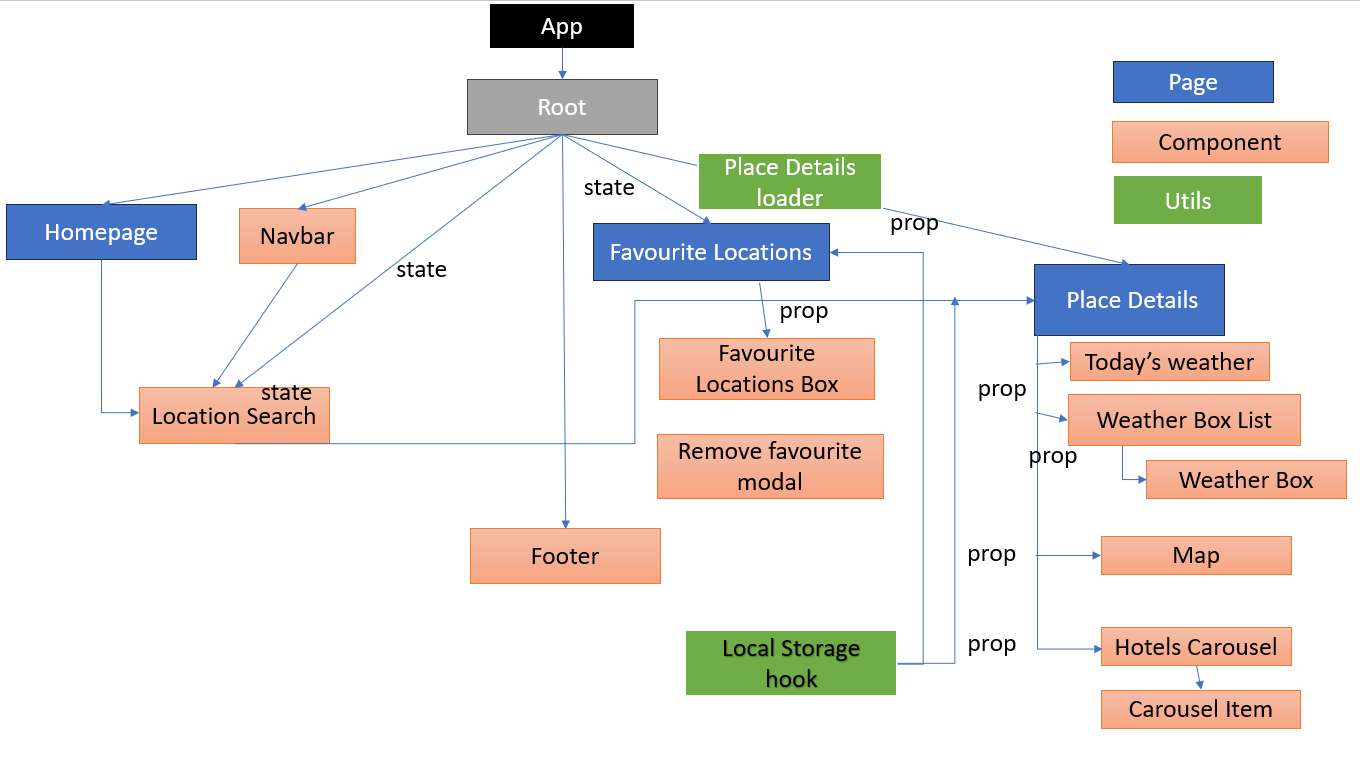 App
Root
Page
Component
Utils
Place Details
loader
state
prop
Homepage
Navbar
Favourite Locations
state
Place Details
prop
Favourite
Locations Box
Today’s weather
prop
state
Location Search
Weather Box List
prop
Remove favourite
modal
Weather Box
Footer
prop
Map
Local Storage
hook
prop
Hotels Carousel
Carousel Item